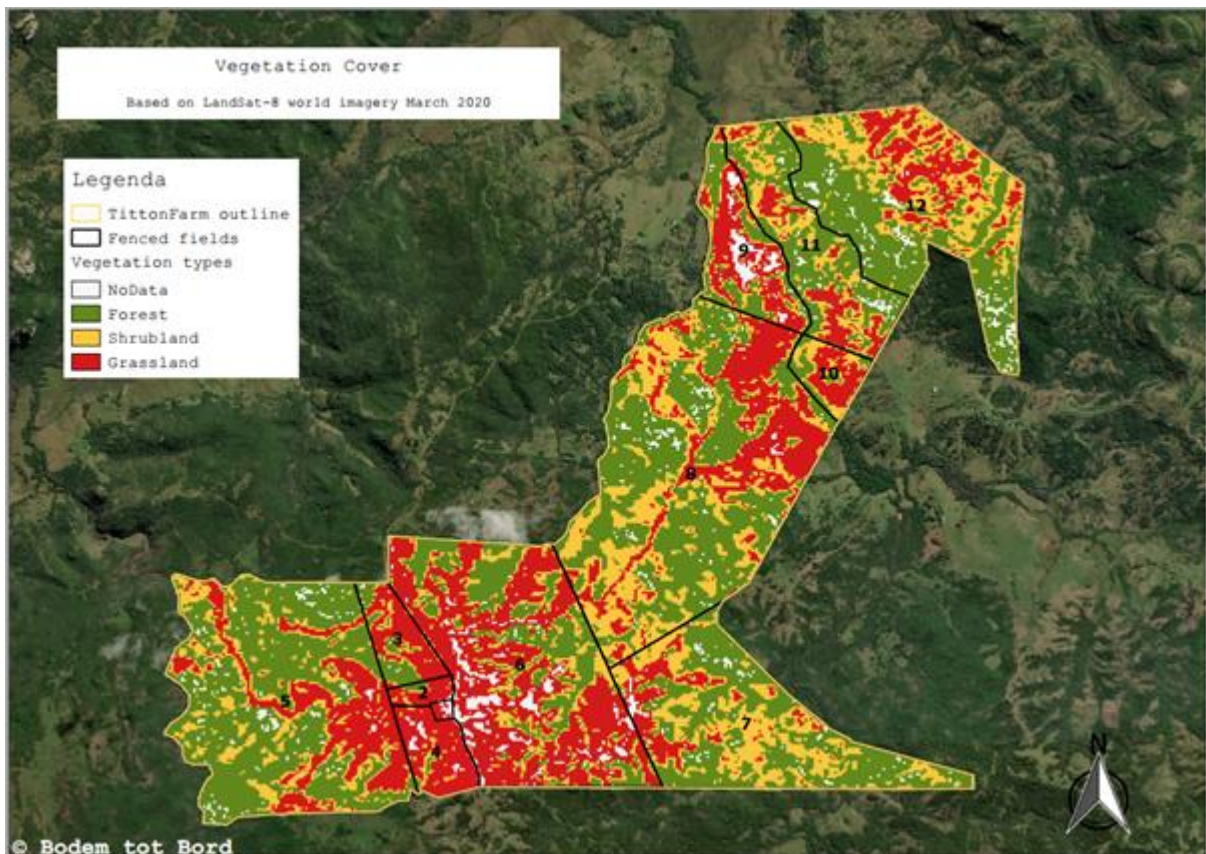 Vegetation Cover
Based on LandSat-8 world imagery March 2020
Legenda
TittonFarm outline
Fenced fields
Vegetation types
NoData
Forest
Shrubland
Grassland
12
11
9
10
8
3
6
2
5
4
7
N
© Bodem tot Bord